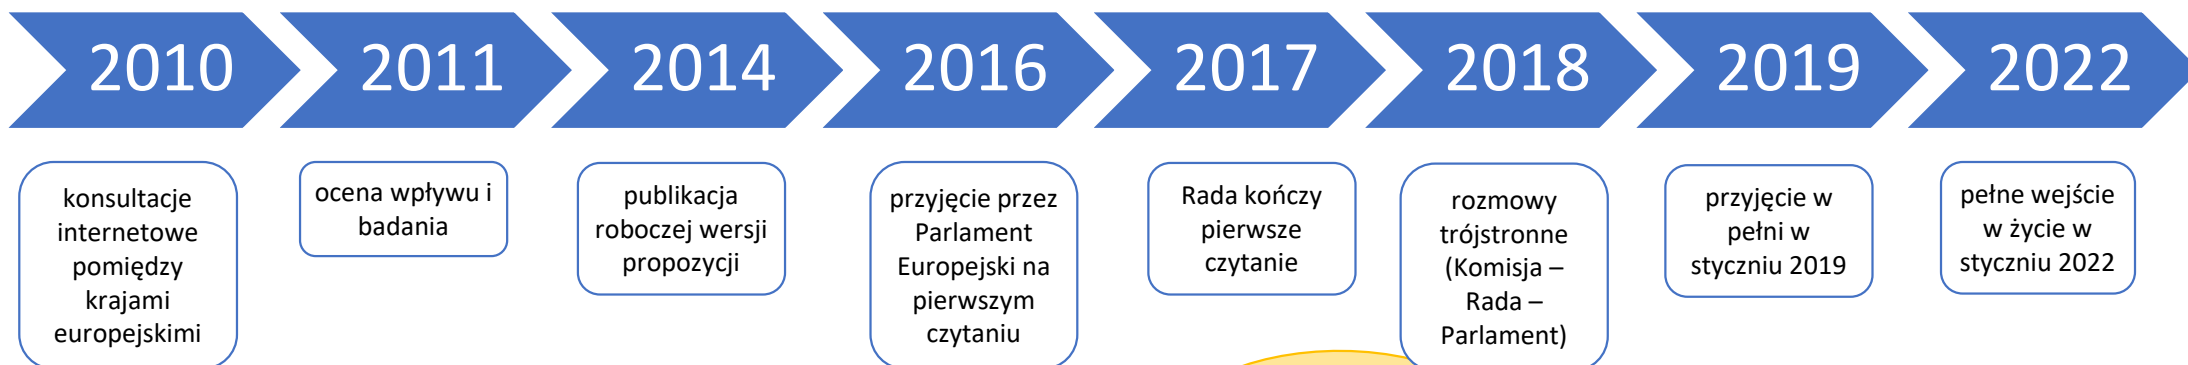 2010
2011
2014
2016
2017
2018
2019
2022
konsultacje
internetowe
pomiędzy
krajami
europejskimi
ocena wpływu i
badania
publikacja
roboczej wersji
propozycji
przyjęcie przez
Parlament
Europejski na
pierwszym
czytaniu
Rada kończy
pierwsze
czytanie
rozmowy
trójstronne
(Komisja –
Rada –
Parlament)
przyjęcie w
pełni w
styczniu 2019
pełne wejście
w życie w
styczniu 2022